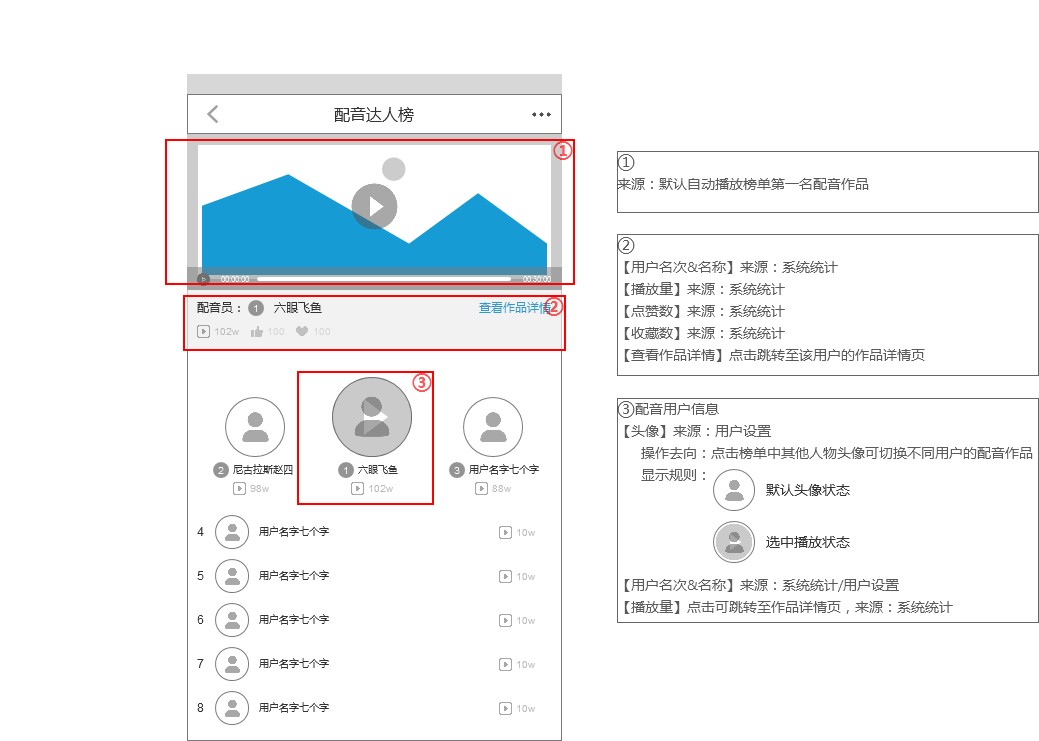 配音达人榜
①
00:00:00
00:30:00
配音员： 1 六眼飞鱼
查看作品详情
②
102w 100 100
③
2 尼古拉斯赵四
98w
1 六眼飞鱼
102w
3 用户名字七个字
88w
4 用户名字七个字 10w
5 用户名字七个字 10w
6 用户名字七个字 10w
7 用户名字七个字 10w
8 用户名字七个字 10w
①
来源：默认自动播放榜单第一名配音作品
②
【用户名次&名称】来源：系统统计
【播放量】来源：系统统计
【点赞数】来源：系统统计
【收藏数】来源：系统统计
【查看作品详情】点击跳转至该用户的作品详情页
③配音用户信息
【头像】来源：用户设置
操作去向：点击榜单中其他人物头像可切换不同用户的配音作品
显示规则：
默认头像状态
选中播放状态
【用户名次&名称】来源：系统统计/用户设置
【播放量】点击可跳转至作品详情页，来源：系统统计